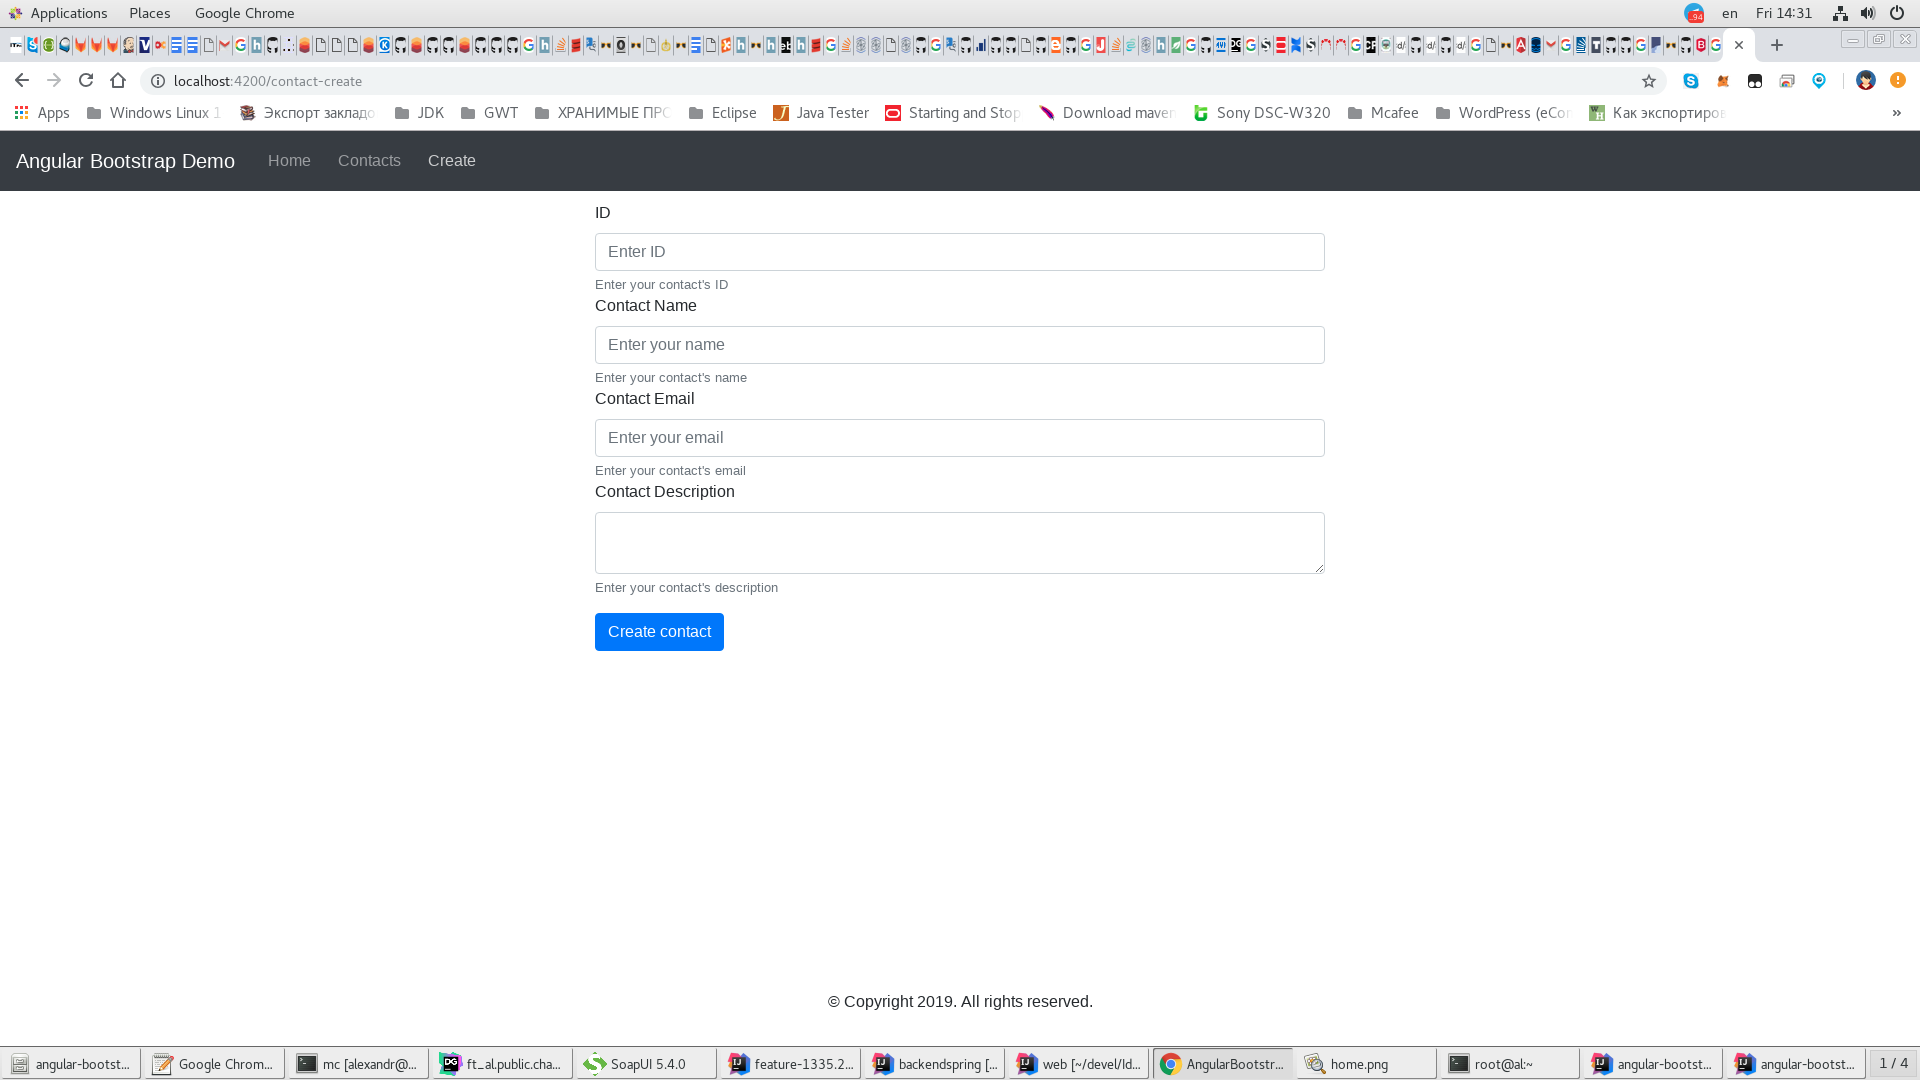 Applications Places Google Chrome 94 en Fri 14:31
localhost:4200/contact-create
Apps Windows Linux 1 Экспорт закладо JDK GWT ХРАНИМЫЕ ПРО Eclipse Java Tester Starting and Stop Download maven Sony DSC-W320 Mcafee WordPress (eCon Как экспортиров »
Angular Bootstrap Demo Home Contacts Create
ID
Enter ID
Enter your contact's ID
Contact Name
Enter your name
Enter your contact's name
Contact Email
Enter your email
Enter your contact's email
Contact Description
Enter your contact's description
Create contact
© Copyright 2019. All rights reserved.
angular-bootst... Google Chrom... mc [alexandr@... ft_al.public.cha... SoapUI 5.4.0 feature-1335.2... backendspring [... web [~/devel/Id... AngularBootstr... home.png root@al:~ angular-bootst... angular-bootst... 1 / 4